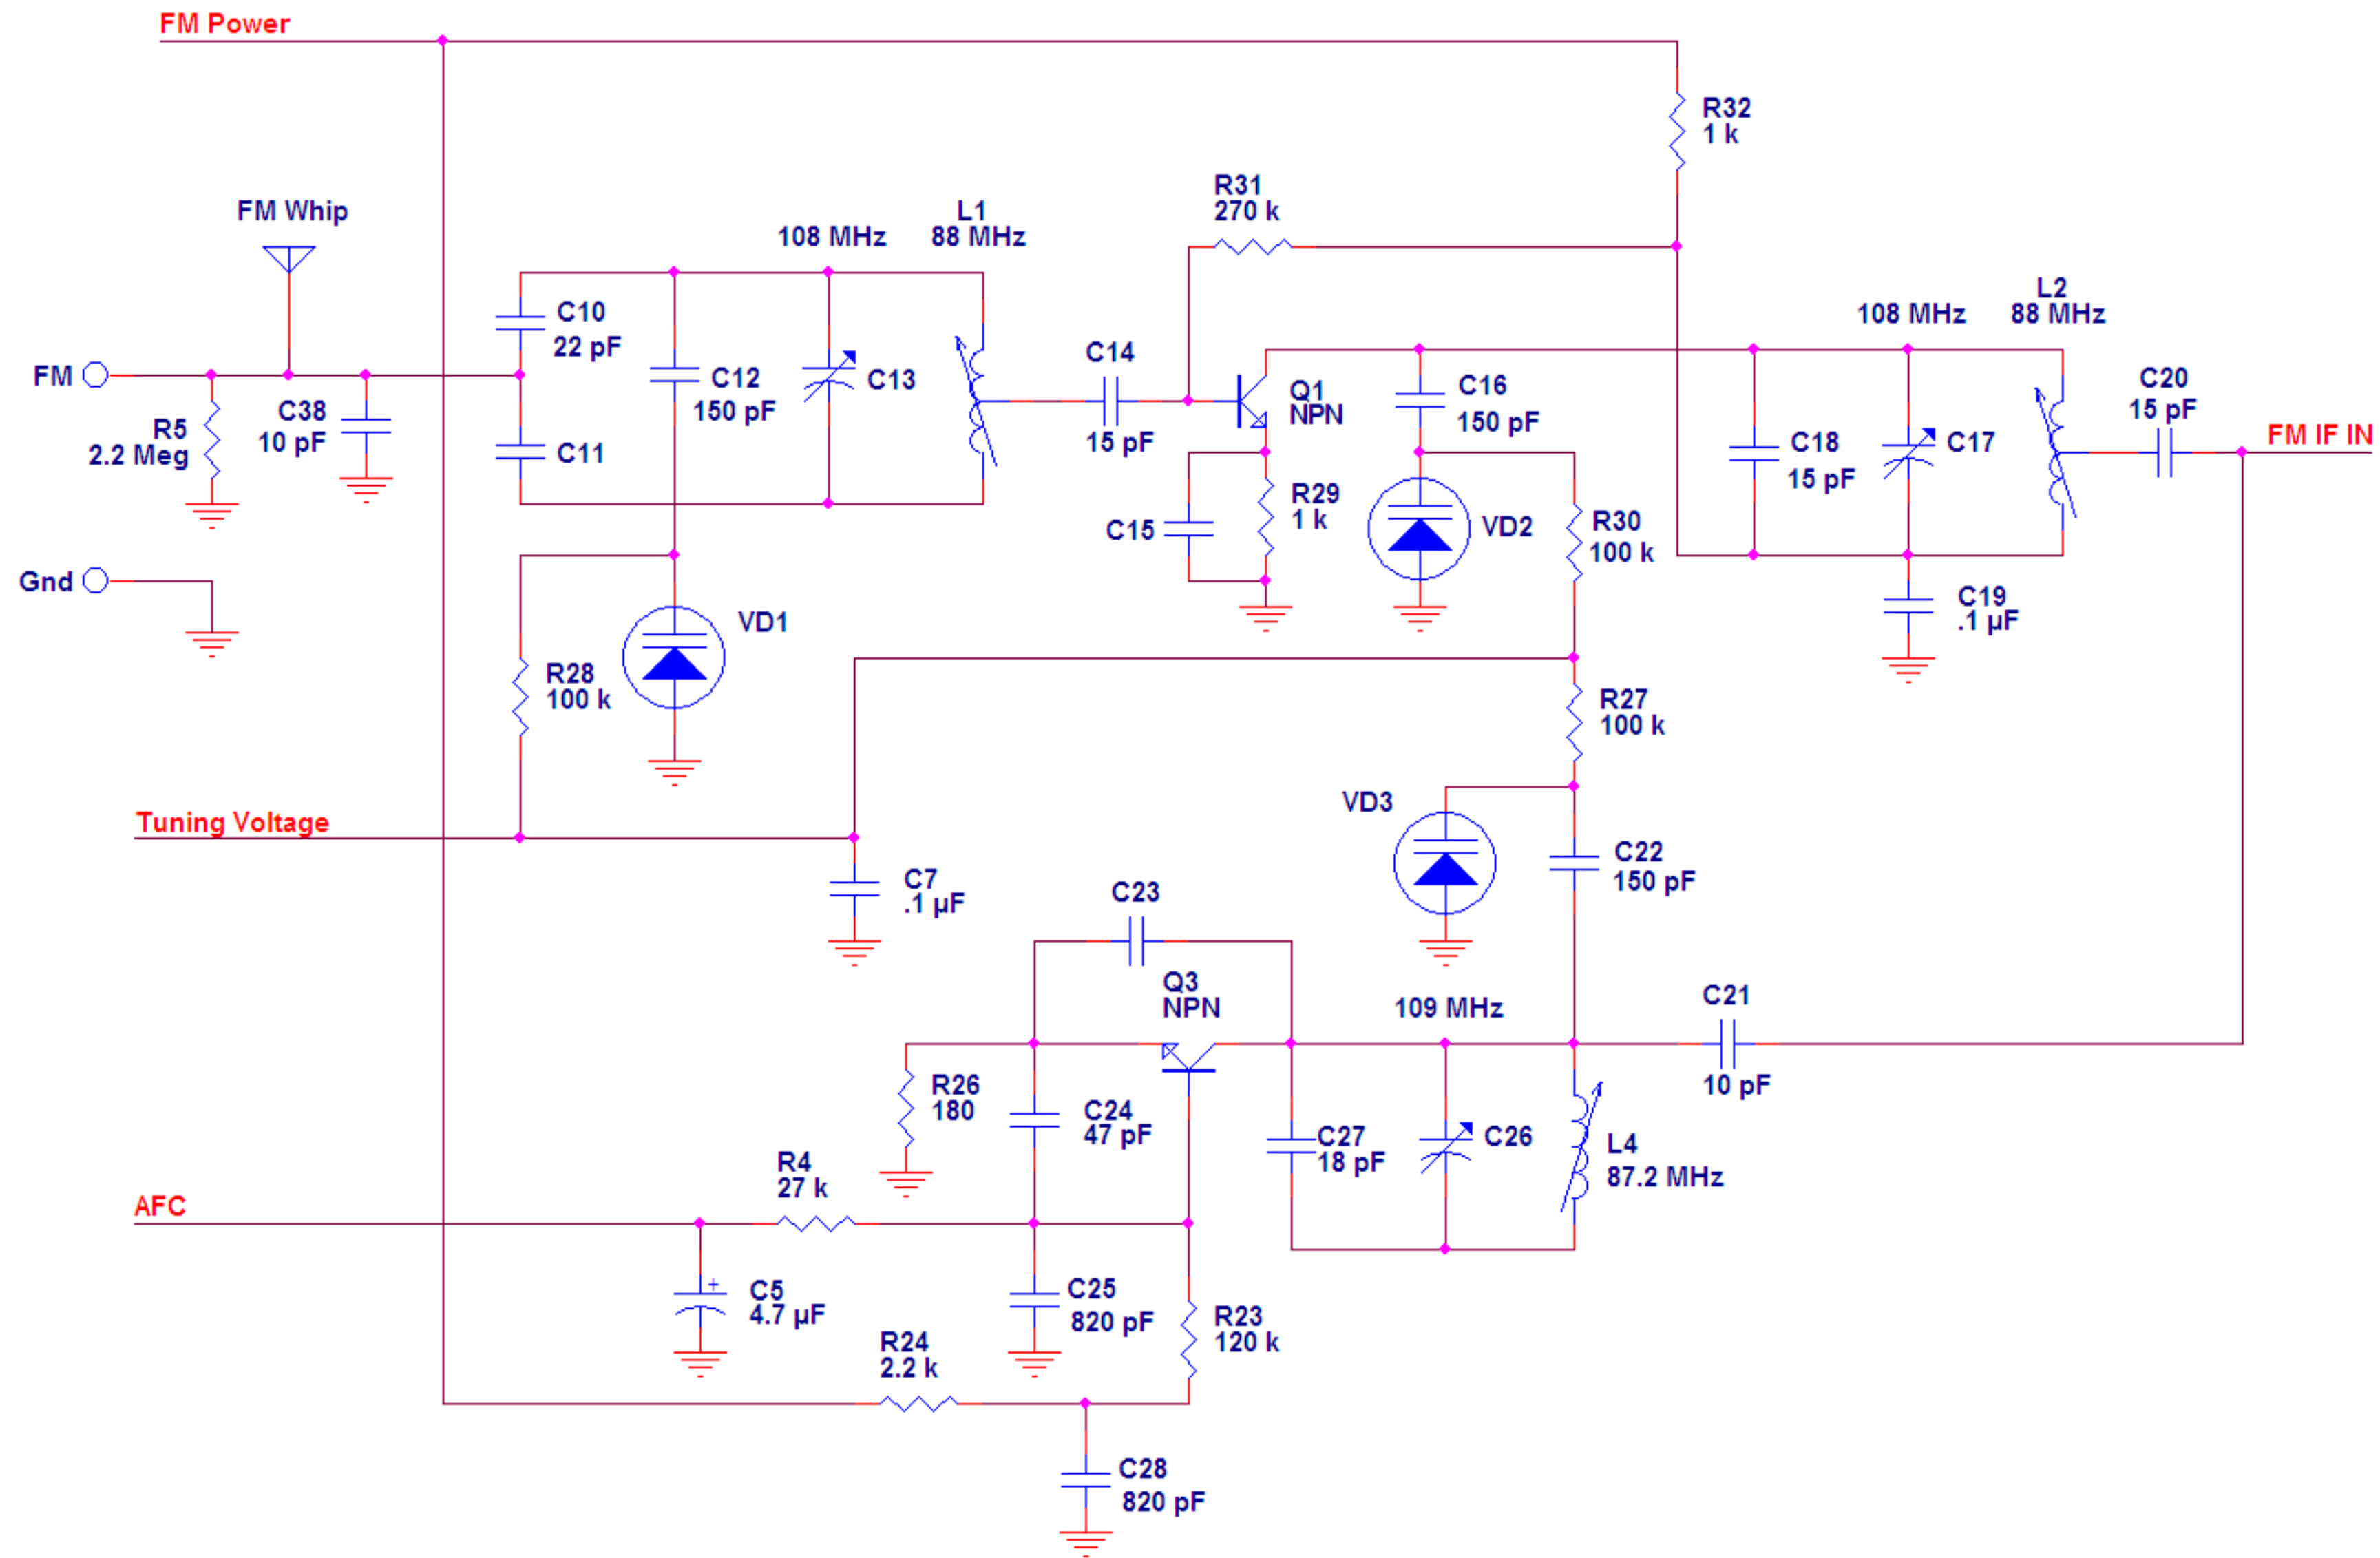 FM Power
R32
1 k
R31
270 k
FM Whip
L1
108 MHz
88 MHz
L2
108 MHz
88 MHz
C10
22 pF
C14
15 pF
FM
C12
150 pF
C13
Q1
NPN
C16
150 pF
C20
15 pF
R5
2.2 Meg
C38
10 pF
C11
C18
15 pF
C17
FM IF IN
C15
R29
1 k
VD2
R30
100 k
Gnd
VD1
C19
.1 µF
R28
100 k
R27
100 k
Tuning Voltage
VD3
C7
.1 µF
C23
C22
150 pF
Q3
NPN
109 MHz
C21
10 pF
R26
180
C24
47 pF
C27
18 pF
C26
L4
87.2 MHz
R4
27 k
AFC
+
C5
4.7 µF
C25
820 pF
R23
120 k
R24
2.2 k
C28
820 pF